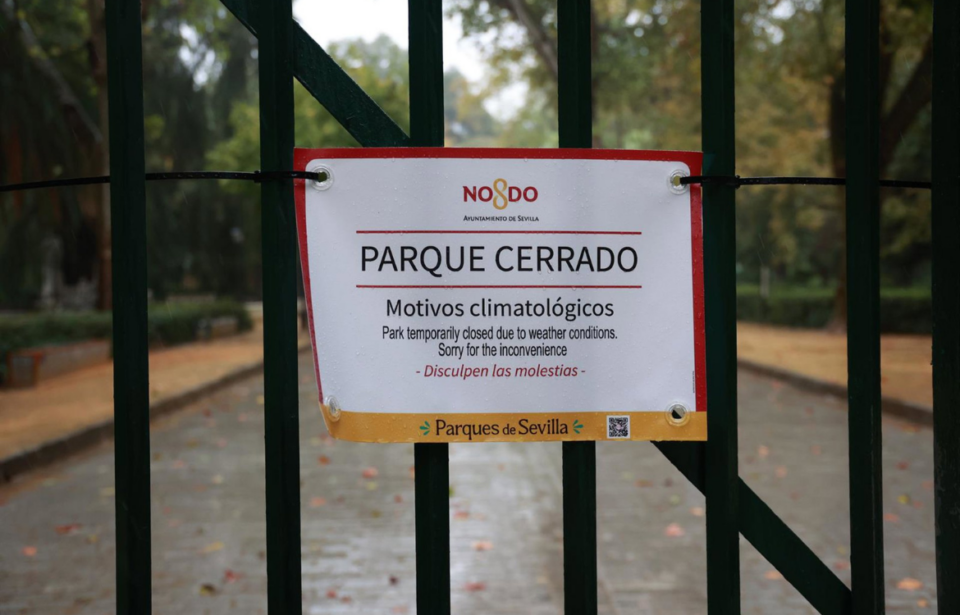 NO8DO
AYUNTAMIENTO DE SEVILLA
PARQUE CERRADO
Motivos climatológicos
Park temporarily closed due to weather conditions.
Sorry for the inconvenience
- Disculpen las molestias -
Parques de Sevilla